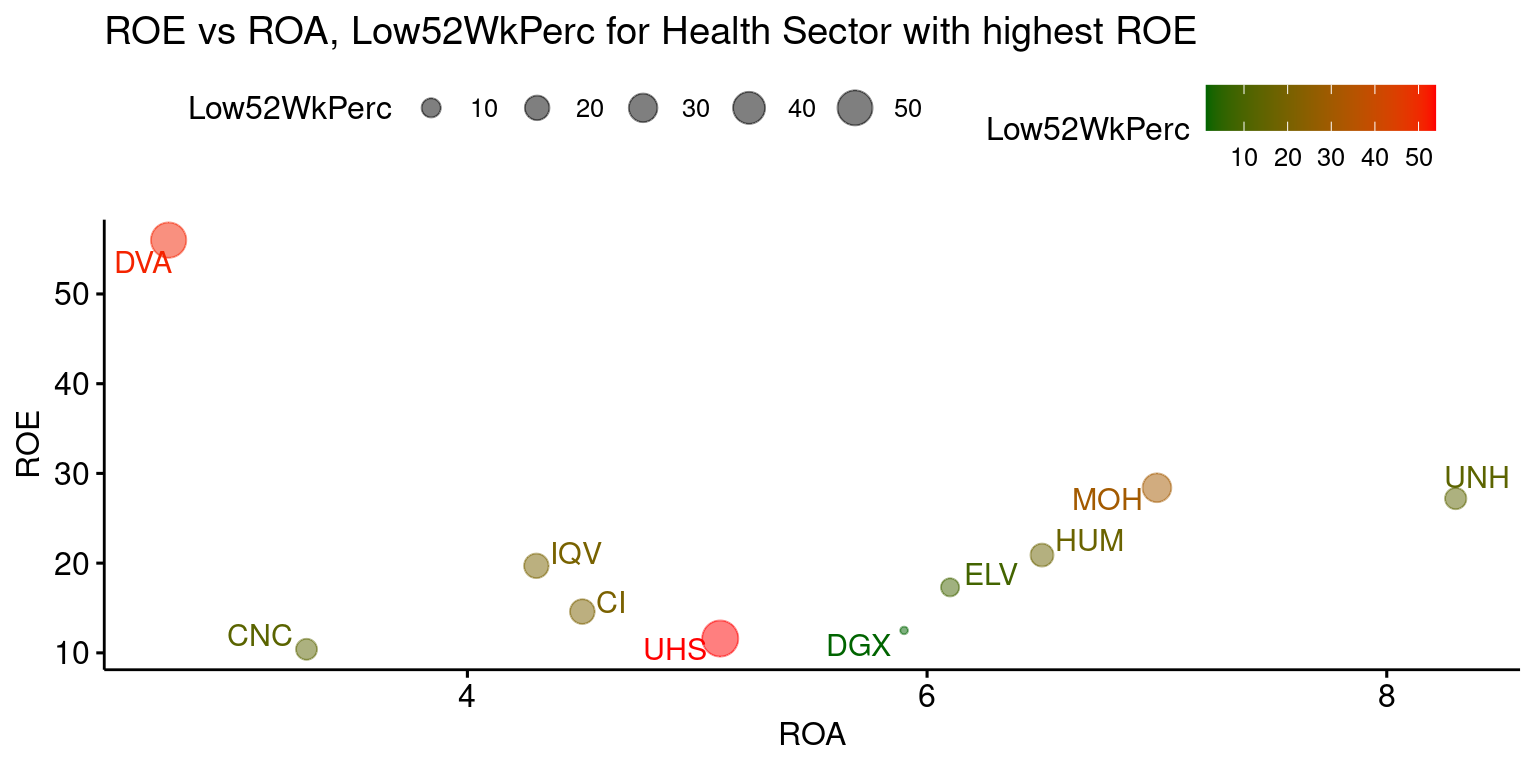 ROE vs ROA, Low52WkPerc for Health Sector with highest ROE
Low52WkPerc 10 20 30 40 50
Low52WkPerc
10 20 30 40 50
DVA
50
40
ROE
30
UNH
MOH
HUM
IQV
20
ELV
CI
CNC
UHS
DGX
10
4 6 8
ROA